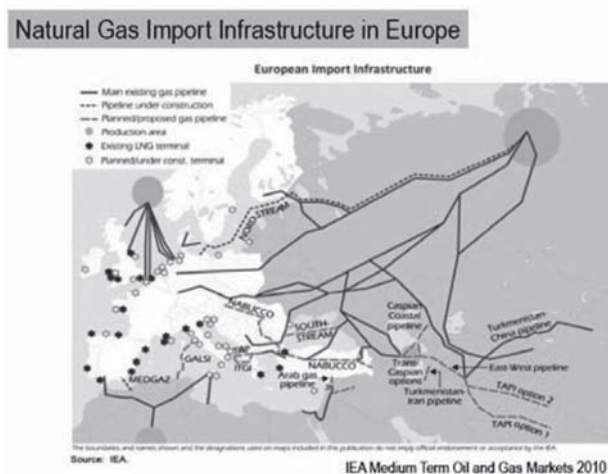 Natural Gas Import Infrastructure in Europe
European Import Infrastructure
Main existing gas pipeline
Pipeline under construction
Planned/proposed gas pipeline
Production area
Existing LNG terminal
Planned/under const. terminal
NORD STREAM
NABUCCO
SOUTH
STREAM
Caspian
Coastal
pipeline
Turkmenistan-
China pipeline
GALSI
TAP
ITGI
MEDGAZ
Arab gas
pipeline
NABUCCO
Trans-
Caspian
options
East-West pipeline
Turkmenistan-
Iran pipeline
TAPI option 2
TAPI option 1
The boundaries and names shown and the designations used on maps included in this publication do not imply official endorsement or acceptance by the IEA.
Source: IEA.
IEA Medium Term Oil and Gas Markets 2010